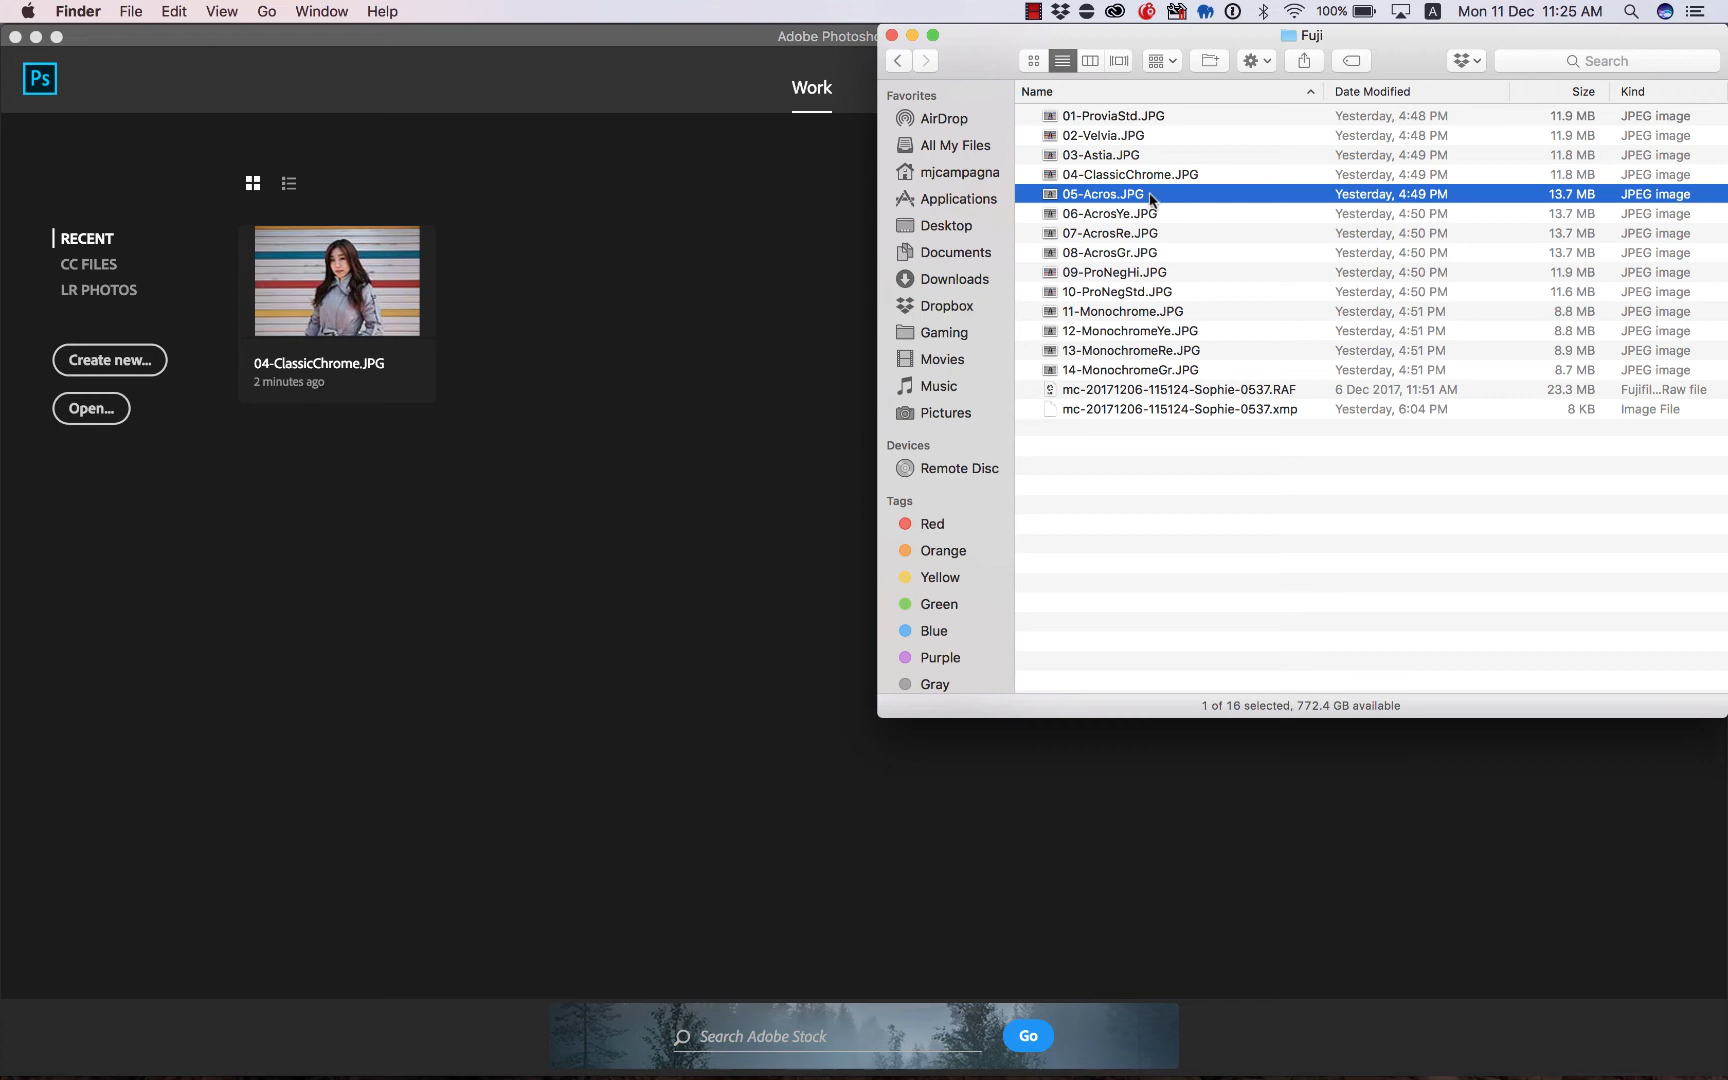 Finder File Edit View Go Window Help
100% A Mon 11 Dec 11:25 AM
Adobe Photosho
Ps
Work
RECENT
CC FILES
LR PHOTOS
Create new...
Open...
04-ClassicChrome.JPG
2 minutes ago
Search Adobe Stock
Go
Fuji
Search
Favorites
AirDrop
All My Files
mjcampagna
Applications
Desktop
Documents
Downloads
Dropbox
Gaming
Movies
Music
Pictures
Devices
Remote Disc
Tags
Red
Orange
Yellow
Green
Blue
Purple
Gray
Name Date Modified Size Kind
01-ProviaStd.JPG Yesterday, 4:48 PM 11.9 MB JPEG image
02-Velvia.JPG Yesterday, 4:48 PM 11.9 MB JPEG image
03-Astia.JPG Yesterday, 4:49 PM 11.8 MB JPEG image
04-ClassicChrome.JPG Yesterday, 4:49 PM 11.8 MB JPEG image
05-Acros.JPG Yesterday, 4:49 PM 13.7 MB JPEG image
06-AcrosYe.JPG Yesterday, 4:50 PM 13.7 MB JPEG image
07-AcrosRe.JPG Yesterday, 4:50 PM 13.7 MB JPEG image
08-AcrosGr.JPG Yesterday, 4:50 PM 13.7 MB JPEG image
09-ProNegHi.JPG Yesterday, 4:50 PM 11.9 MB JPEG image
10-ProNegStd.JPG Yesterday, 4:50 PM 11.6 MB JPEG image
11-Monochrome.JPG Yesterday, 4:51 PM 8.8 MB JPEG image
12-MonochromeYe.JPG Yesterday, 4:51 PM 8.8 MB JPEG image
13-MonochromeRe.JPG Yesterday, 4:51 PM 8.9 MB JPEG image
14-MonochromeGr.JPG Yesterday, 4:51 PM 8.7 MB JPEG image
mc-20171206-115124-Sophie-0537.RAF 6 Dec 2017, 11:51 AM 23.3 MB Fujifil...Raw file
mc-20171206-115124-Sophie-0537.xmp Yesterday, 6:04 PM 8 KB Image File
1 of 16 selected, 772.4 GB available